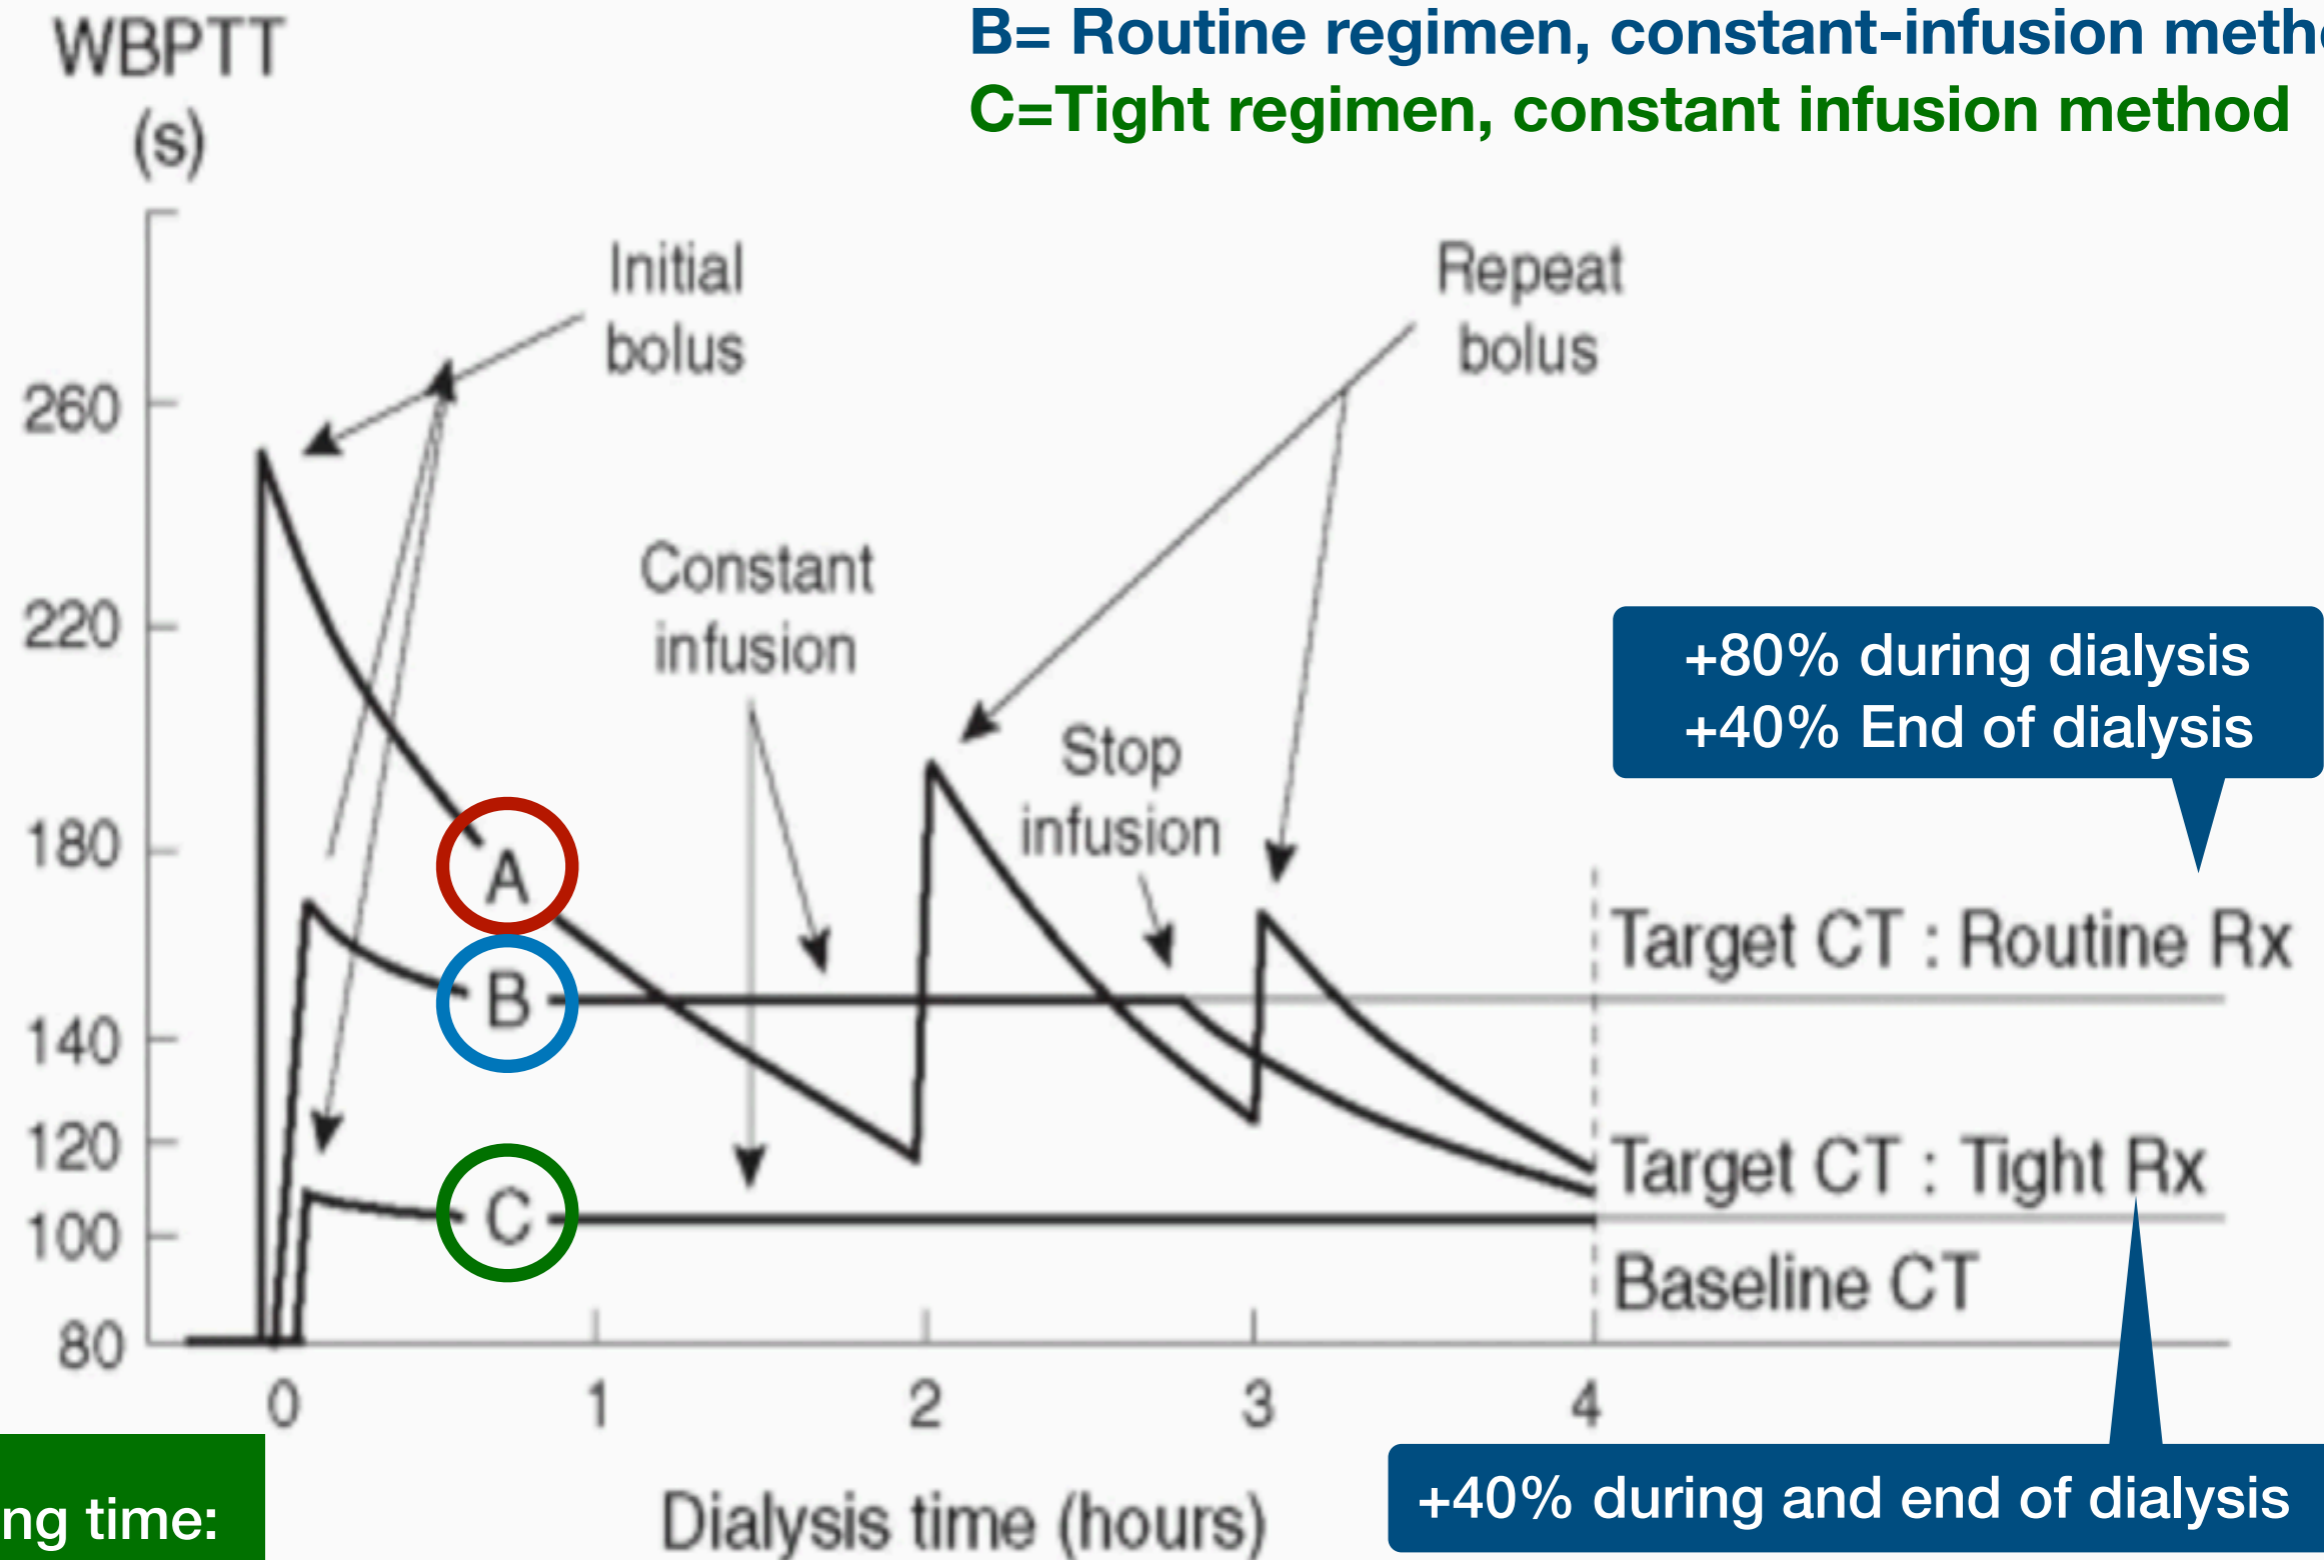 WBPTT
(s)
B= Routine regimen, constant-infusion
C=Tight regimen, constant infusion method
Initial
bolus
Repeat
bolus
260
220
180
140
120
100
80
Constant
infusion
Stop
infusion
+80% during dialysis
+40% End of dialysis
A
B
C
Target CT : Routine Rx
Target CT : Tight Rx
Baseline CT
0 1 2 3 4
Dialysis time (hours)
+40% during and end of dialysis
time: